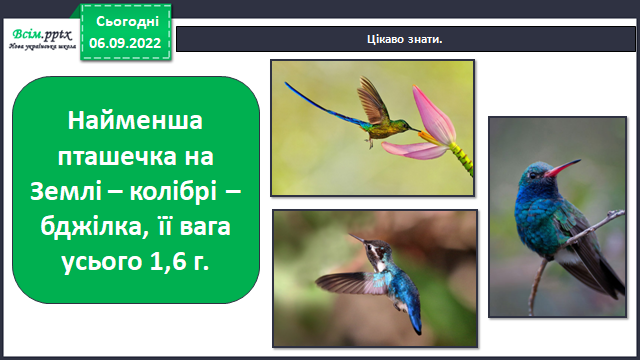 Всім.pptx
Нова українська школа
Сьогодні
06.09.2022
Цікаво знати.
Найменша
пташечка на
Землі – колібрі –
бджілка, її вага
усього 1,6 г.